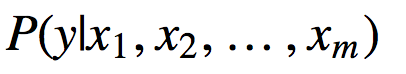 P(y|x₁, x₂, … , xₘ)